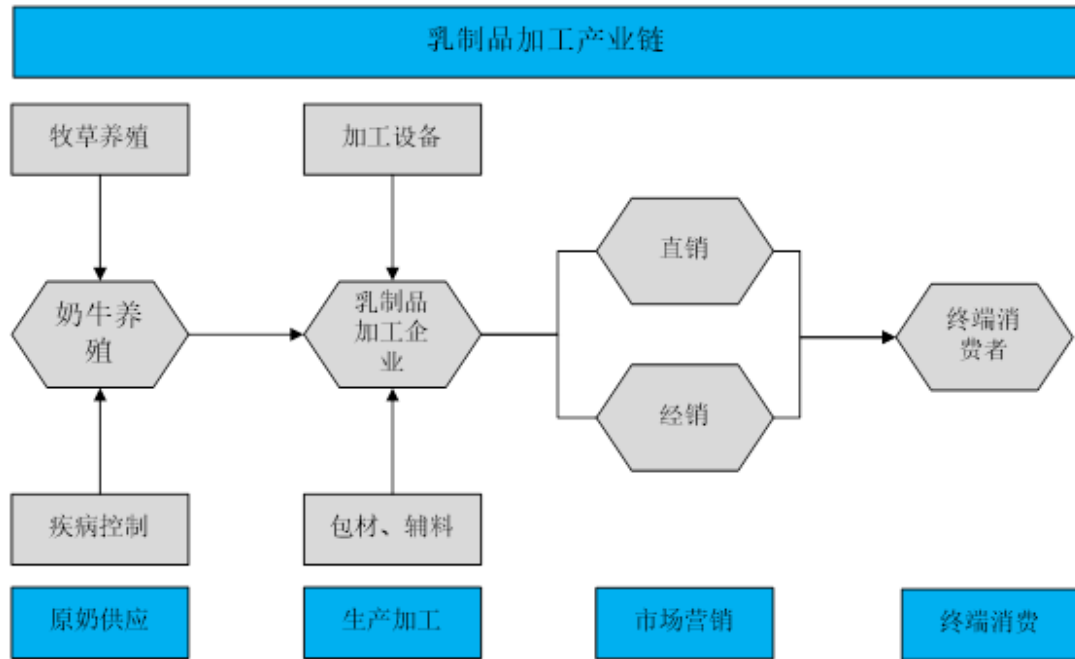 乳制品加工产业链
牧草养殖
加工设备
直销
奶牛养
殖
乳制品
加工企
业
终端消
费者
经销
疾病控制
包材、辅料
原奶供应
生产加工
市场营销
终端消费